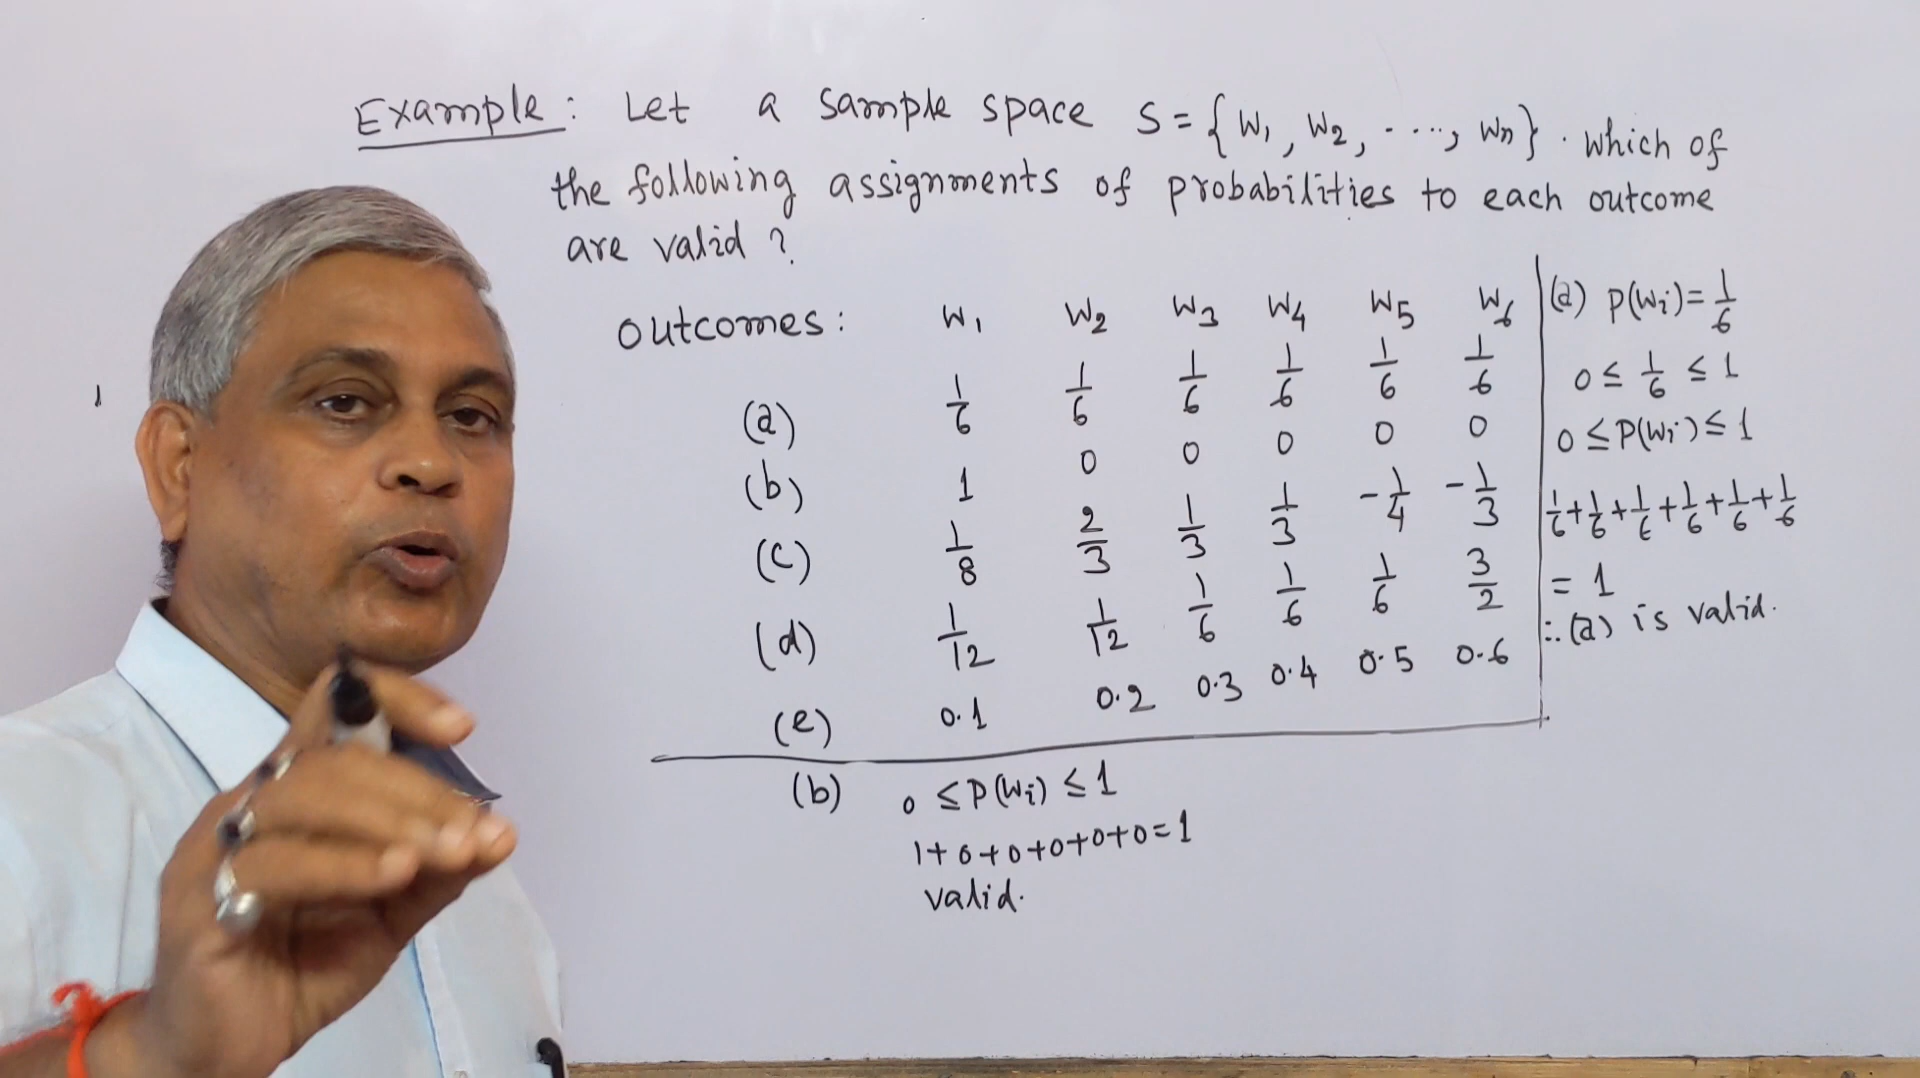 Example: Let a sample space S = {W₁, W₂, ....., Wn}. Which of
the following assignments of probabilities to each outcome
are valid ?
outcomes: W₁ W₂ W₃ W₄ W₅ W₆
(a) 1/6 1/6 1/6 1/6 1/6 1/6
(b) 1 0 0 0 0 0
(c) 1/8 2/3 1/3 1/3 -1/4 -1/3
(d) 1/12 1/12 1/6 1/6 1/6 3/2
(e) 0.1 0.2 0.3 0.4 0.5 0.6
(a) P(Wi) = 1/6
0 ≤ 1/6 ≤ 1
0 ≤ P(Wi) ≤ 1
1/6 + 1/6 + 1/6 + 1/6 + 1/6 + 1/6
= 1
∴ (a) is valid.
(b) 0 ≤ P(Wi) ≤ 1
1+0+0+0+0+0=1
valid.